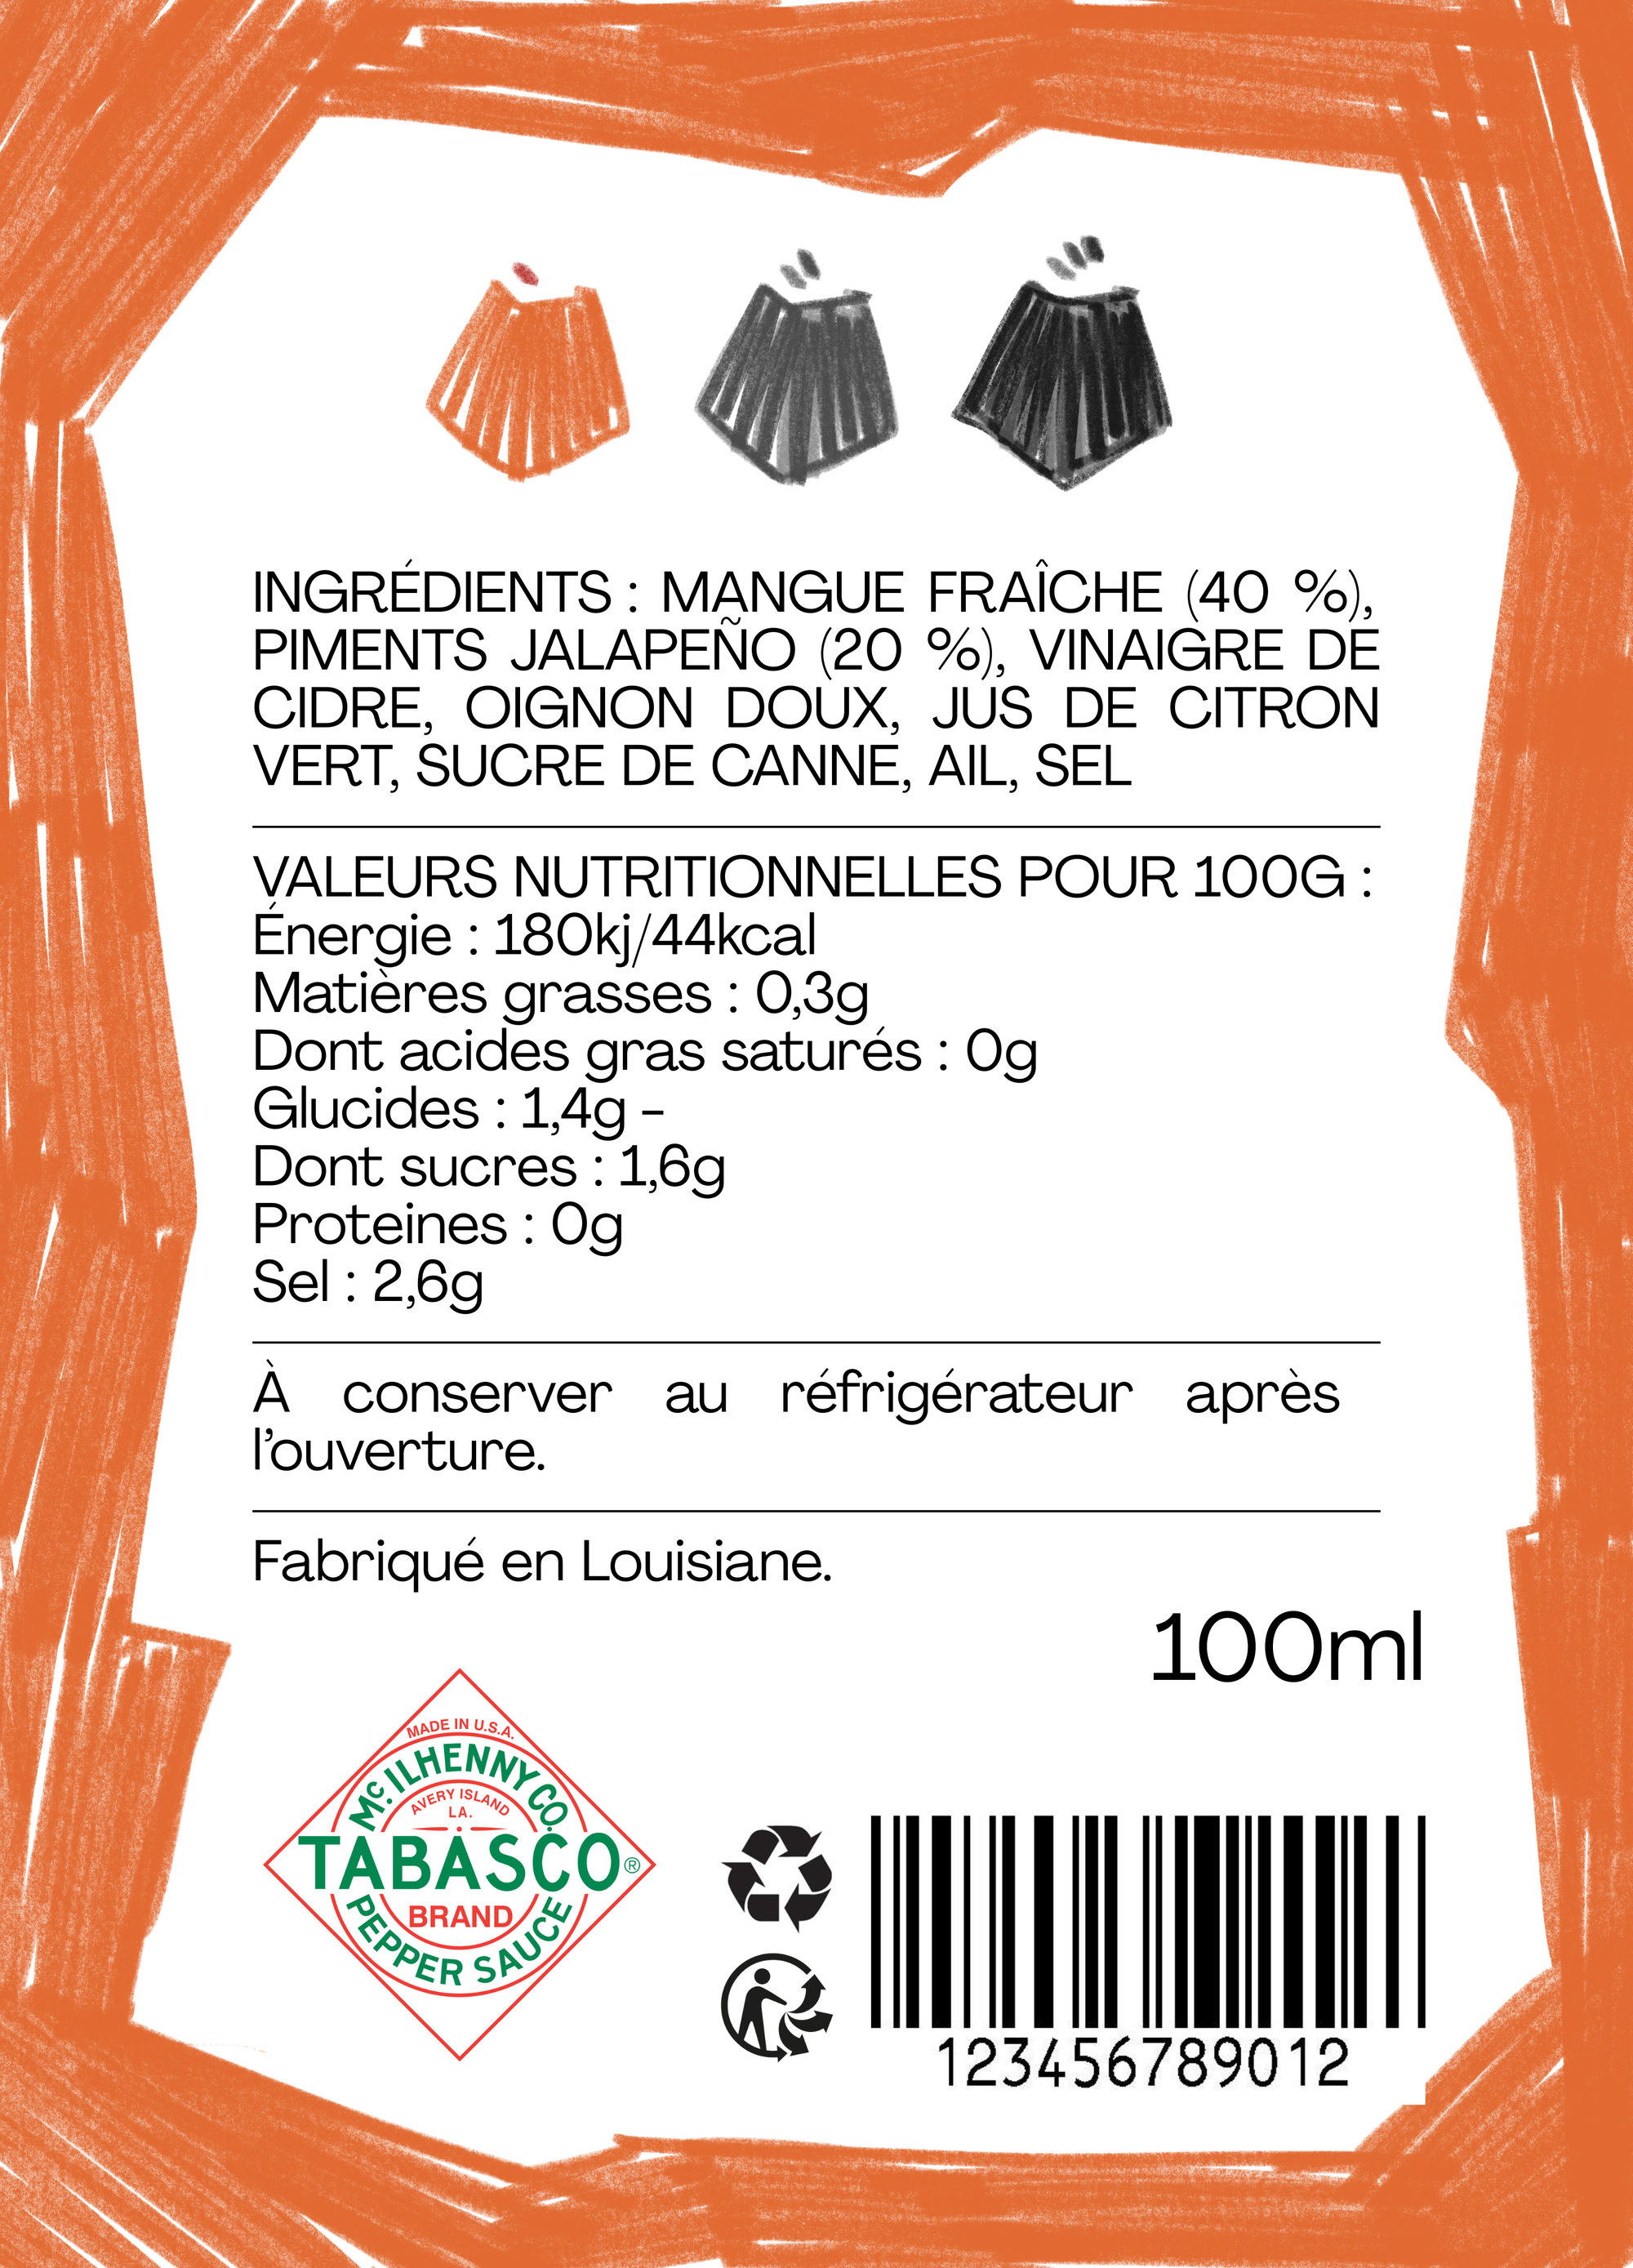 INGRÉDIENTS : MANGUE FRAÎCHE (40 %),
PIMENTS JALAPEÑO (20 %), VINAIGRE DE
CIDRE, OIGNON DOUX, JUS DE CITRON
VERT, SUCRE DE CANNE, AIL, SEL
VALEURS NUTRITIONNELLES POUR 100G :
Énergie : 180kj/44kcal
Matières grasses : 0,3g
Dont acides gras saturés : 0g
Glucides : 1,4g -
Dont sucres : 1,6g
Proteines : 0g
Sel : 2,6g
À conserver au réfrigérateur après
l'ouverture.
Fabriqué en Louisiane.
100ml
MADE IN U.S.A.
Mc. ILHENNY CO.
AVERY ISLAND
LA.
TABASCO®
BRAND
PEPPER SAUCE
123456789012